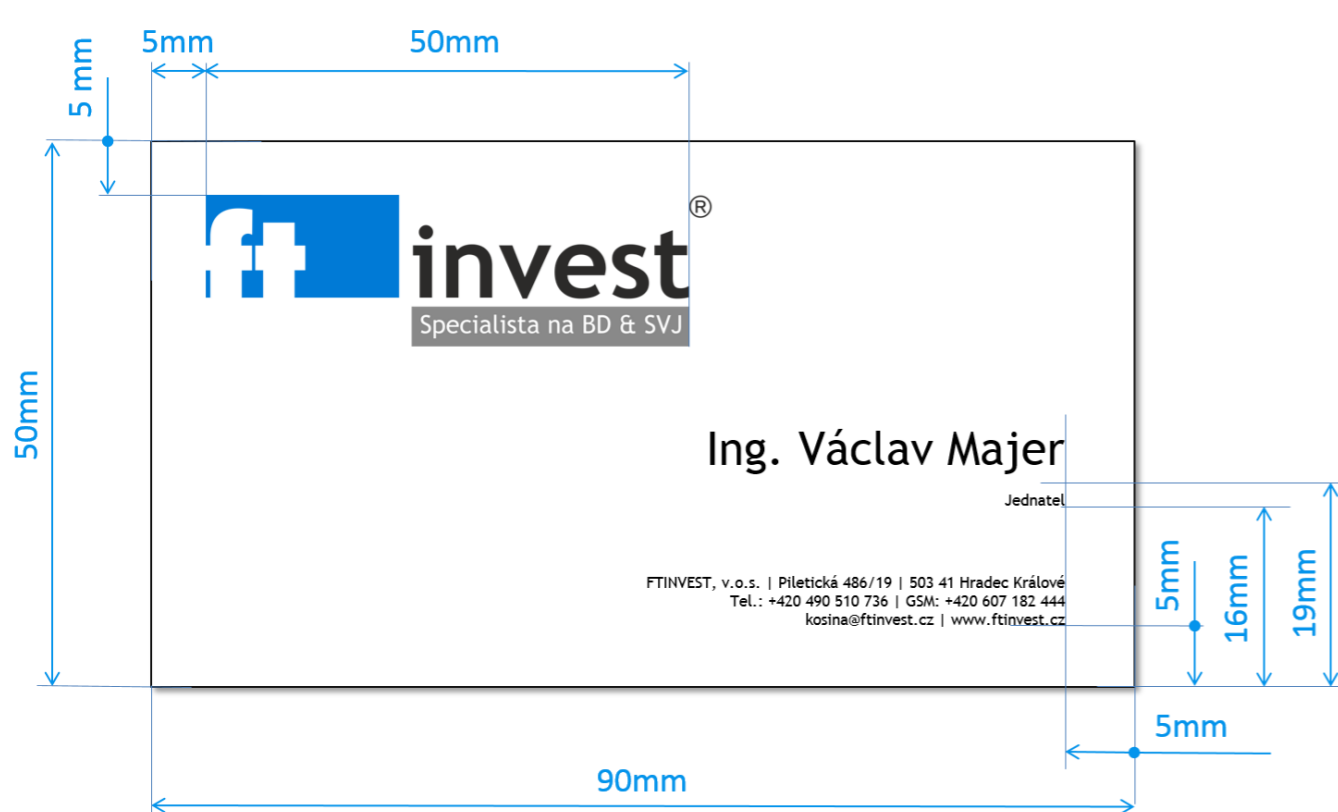 5mm
50mm
5 mm
50mm
ft
invest®
Specialista na BD & SVJ
Ing. Václav Majer
Jednatel
FTINVEST, v.o.s. | Piletická 486/19 | 503 41 Hradec Králové
Tel.: +420 490 510 736 | GSM: +420 607 182 444
kosina@ftinvest.cz | www.ftinvest.cz
5mm
16mm
19mm
5mm
90mm